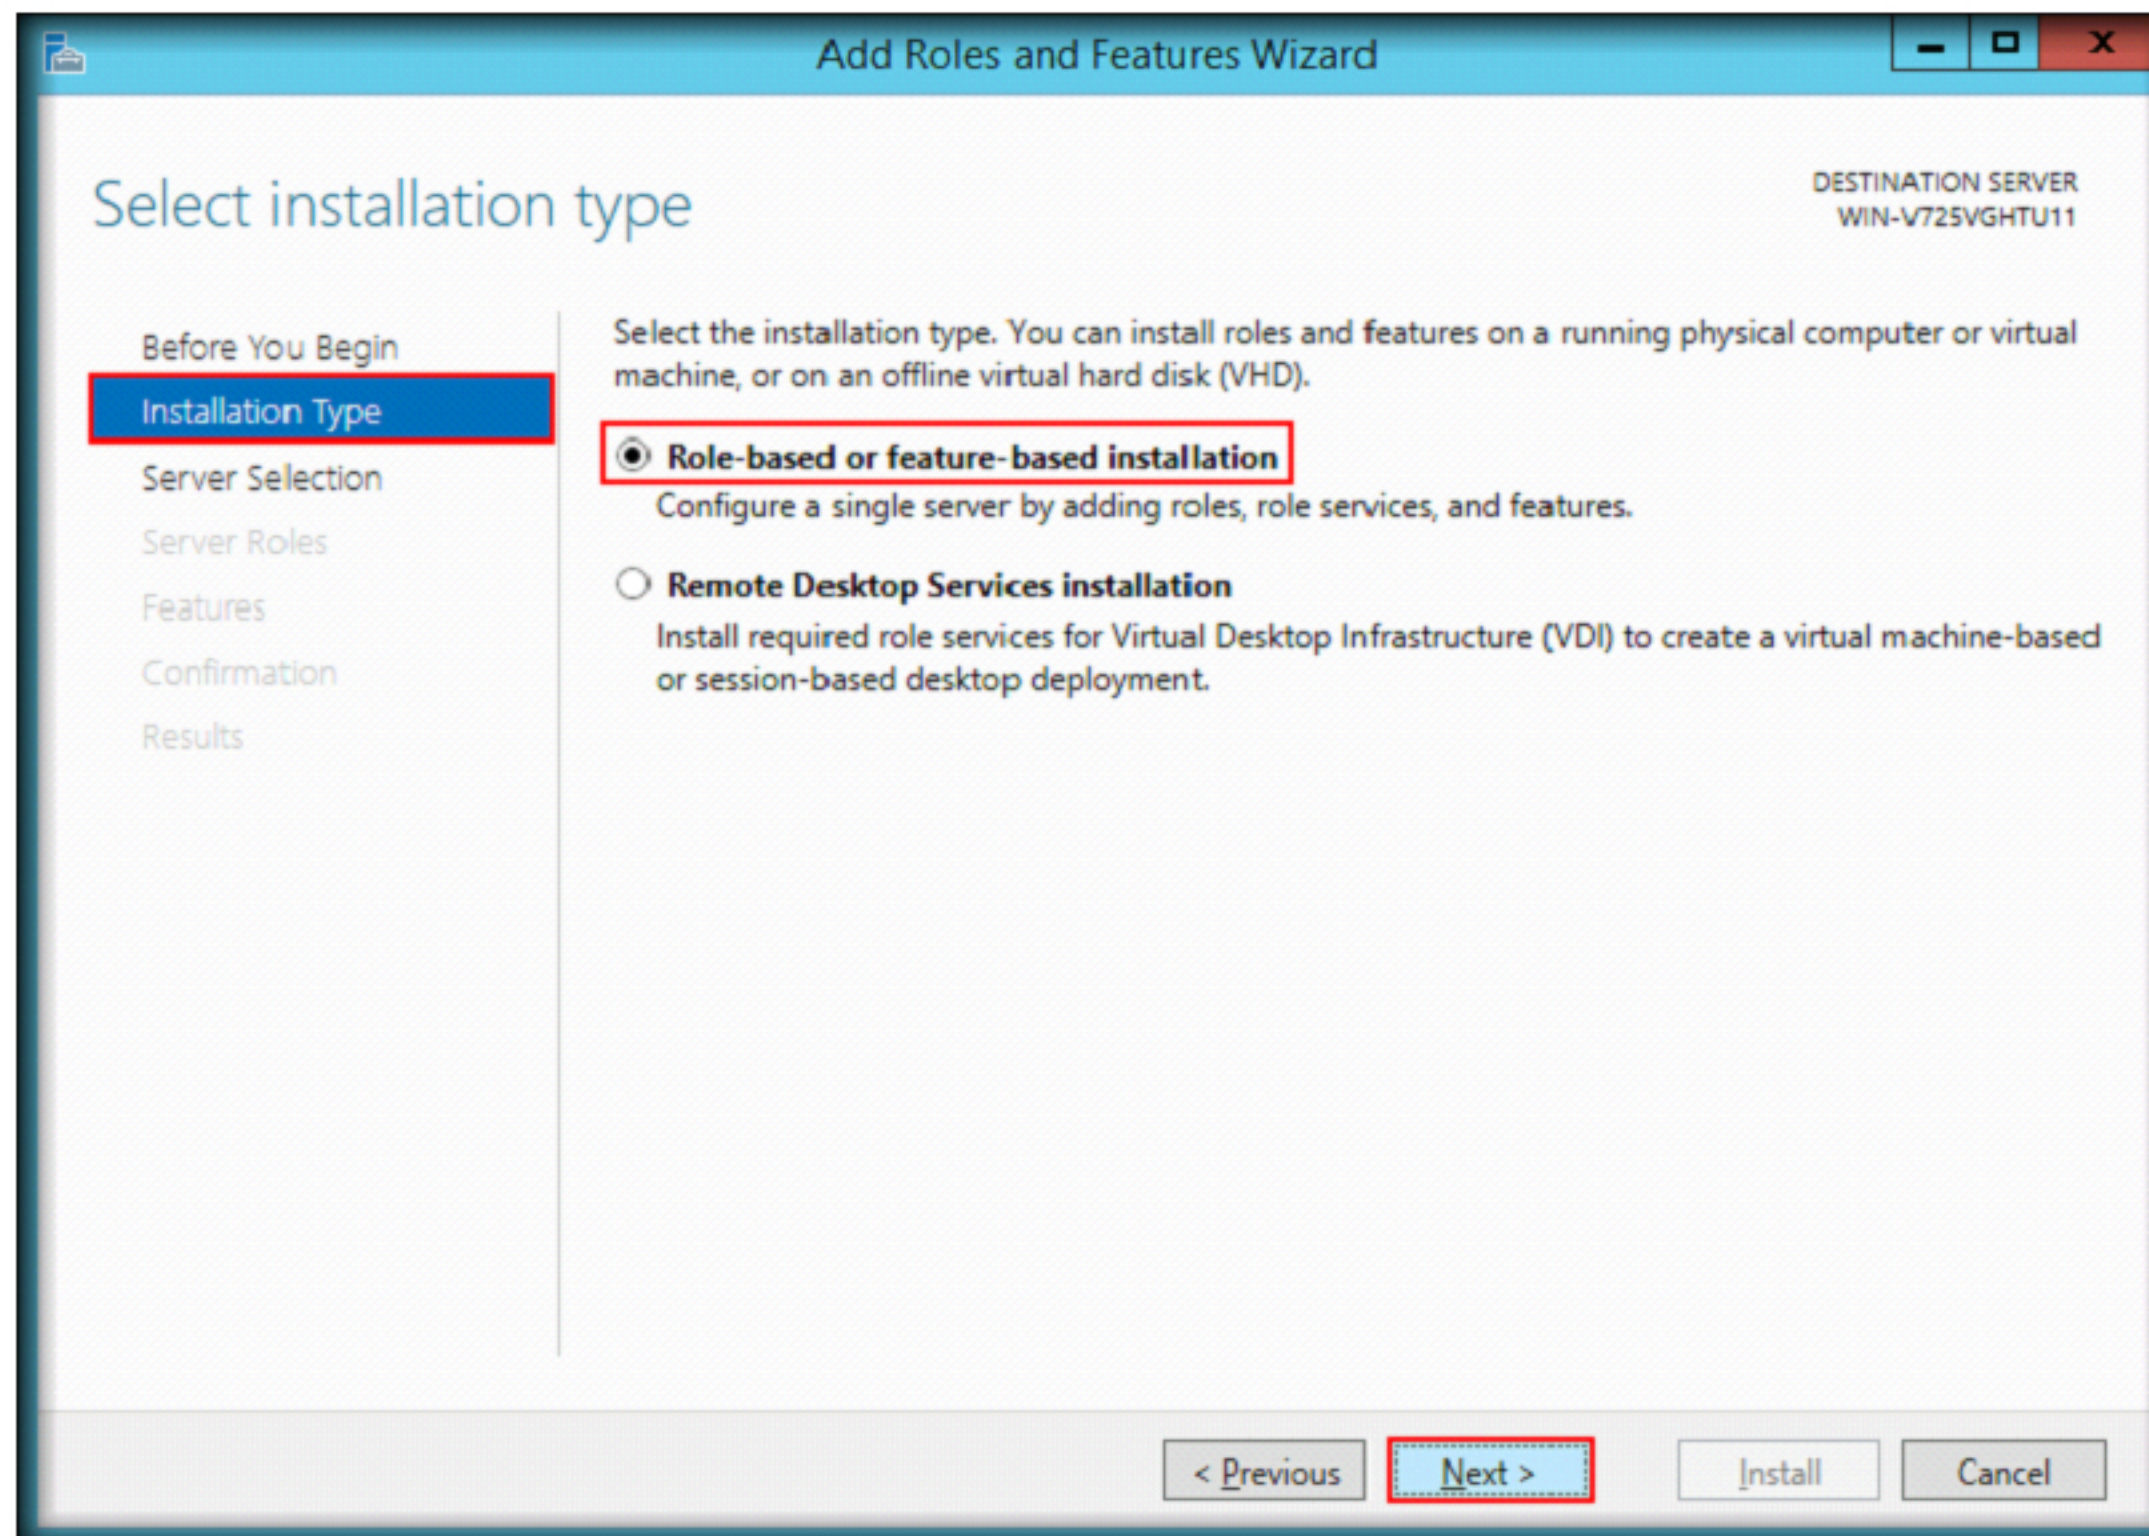 Add Roles and Features Wizard
Select installation type
DESTINATION SERVER
WIN-V725VGHTU11
Before You Begin
Installation Type
Server Selection
Server Roles
Features
Confirmation
Results
Select the installation type. You can install roles and features on a running physical computer or virtual
machine, or on an offline virtual hard disk (VHD).
Role-based or feature-based installation
Configure a single server by adding roles, role services, and features.
Remote Desktop Services installation
Install required role services for Virtual Desktop Infrastructure (VDI) to create a virtual machine-based
or session-based desktop deployment.
< Previous
Next >
Install
Cancel